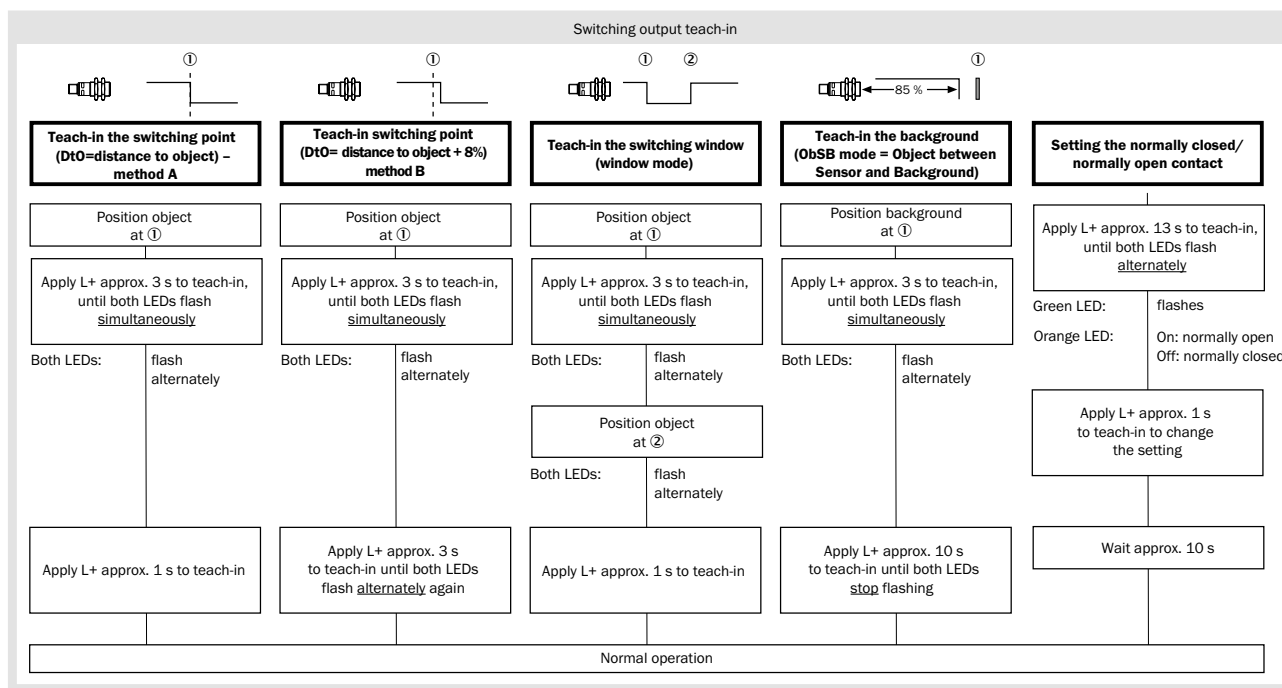 Switching output teach-in
①
①
①
②
①
85 %
Teach-in the switching point
(DtO=distance to object) –
method A
Position object
at ①
Apply L+ approx. 3 s to teach-in,
until both LEDs flash
simultaneously
Both LEDs:
flash
alternately
Apply L+ approx. 1 s to teach-in
Teach-in switching point
(DtO= distance to object + 8%)
method B
Position object
at ①
Apply L+ approx. 3 s to teach-in,
until both LEDs flash
simultaneously
Both LEDs:
flash
alternately
Apply L+ approx. 3 s
to teach-in until both LEDs
flash alternately again
Teach-in the switching window
(window mode)
Position object
at ①
Apply L+ approx. 3 s to teach-in,
until both LEDs flash
simultaneously
Both LEDs:
flash
alternately
Position object
at ②
Both LEDs:
flash
alternately
Apply L+ approx. 1 s to teach-in
Teach-in the background
(ObSB mode = Object between
Sensor and Background)
Position background
at ①
Apply L+ approx. 3 s to teach-in,
until both LEDs flash
simultaneously
Both LEDs:
flash
alternately
Apply L+ approx. 10 s
to teach-in until both LEDs
stop flashing
Setting the normally closed/
normally open contact
Apply L+ approx. 13 s to teach-in,
until both LEDs flash
alternately
Green LED:
flashes
Orange LED:
On: normally open
Off: normally closed
Apply L+ approx. 1 s
to teach-in to change
the setting
Wait approx. 10 s
Normal operation